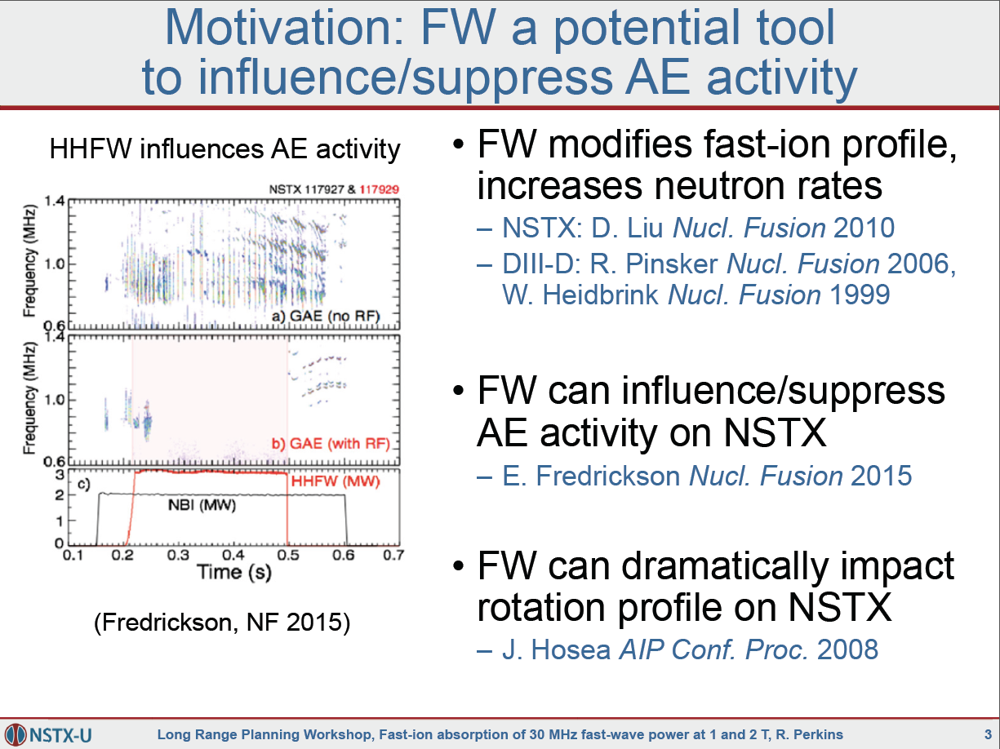 Motivation: FW a potential tool
to influence/suppress AE activity
HHFW influences AE activity
NSTX 117927 & 117929
1.4
1.0
0.6
Frequency (MHz)
a) GAE (no RF)
1.4
1.0
0.6
Frequency (MHz)
b) GAE (with RF)
3
2
1
0
c)
HHFW (MW)
NBI (MW)
0.1 0.2 0.3 0.4 0.5 0.6 0.7
Time (s)
(Fredrickson, NF 2015)
• FW modifies fast-ion profile,
increases neutron rates
– NSTX: D. Liu Nucl. Fusion 2010
– DIII-D: R. Pinsker Nucl. Fusion 2006,
W. Heidbrink Nucl. Fusion 1999
• FW can influence/suppress
AE activity on NSTX
– E. Fredrickson Nucl. Fusion 2015
• FW can dramatically impact
rotation profile on NSTX
– J. Hosea AIP Conf. Proc. 2008
NSTX-U
Long Range Planning Workshop, Fast-ion absorption of 30 MHz fast-wave power at 1 and 2 T, R. Perkins
3